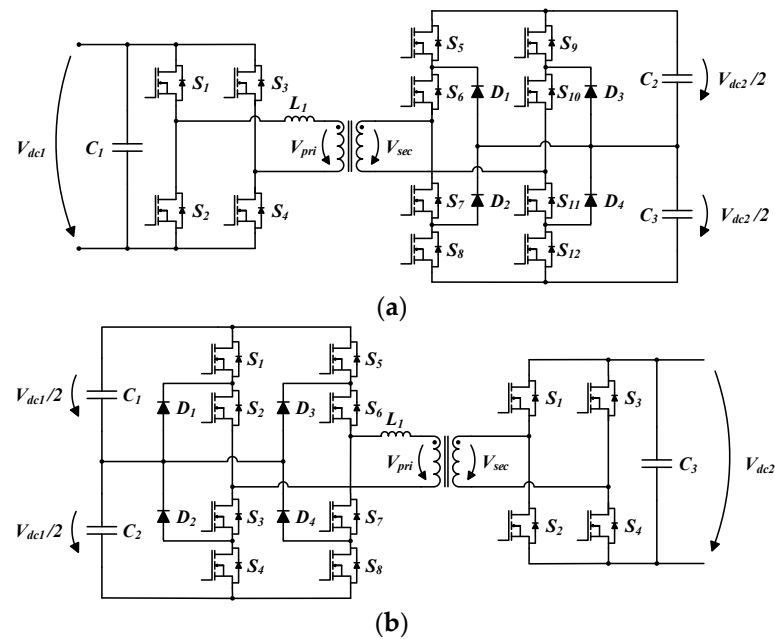 S5 S9
S1 S3 S6 D1 S10 D3 C2 Vdc2/2
L1
Vdc1 C1 Vpri Vsec
S2 S4 S7 D2 S11 D4 C3 Vdc2/2
S8 S12
(a)
S1 S5
Vdc1/2 C1 D1 S2 D3 S6 L1 S1 S3
Vpri Vsec C3 Vdc2
Vdc1/2 C2 D2 S3 D4 S7 S2 S4
S4 S8
(b)